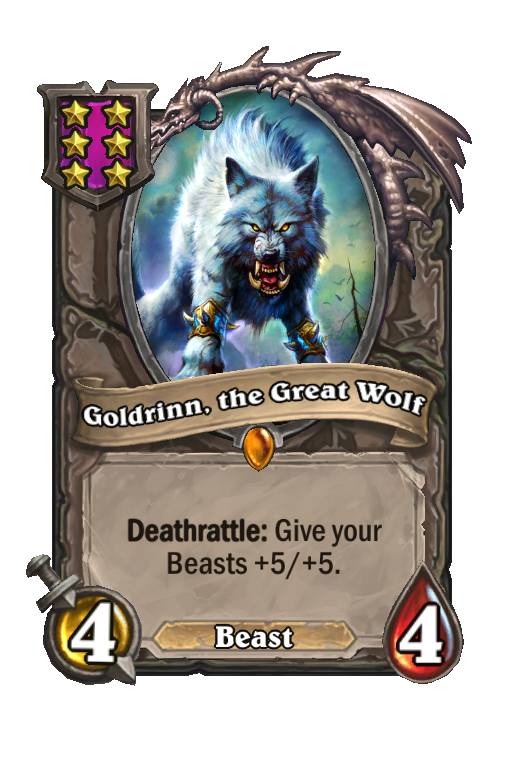 Goldrinn, the Great Wolf
Deathrattle: Give your
Beasts +5/+5.
4
Beast
4